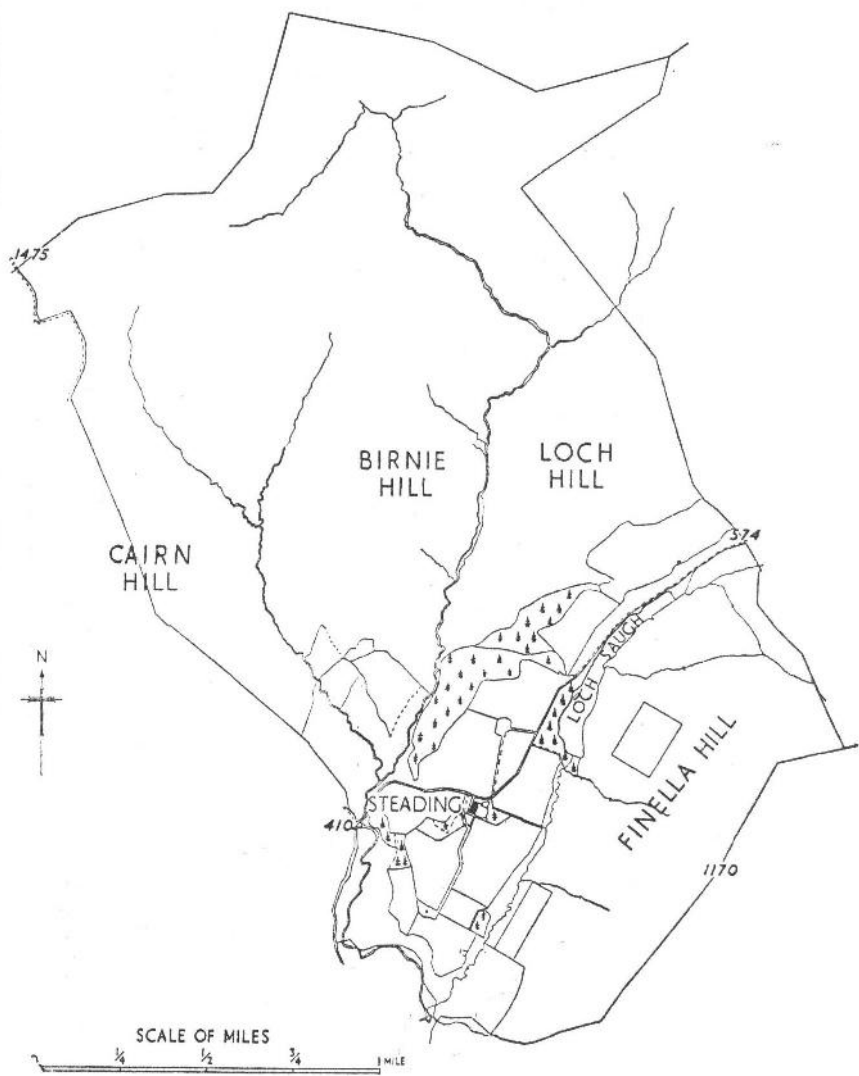 1475
BIRNIE
HILL
LOCH
HILL
CAIRN
HILL
574
N
LOCH SAUGH
FINELLA HILL
STEADING
410
1170
SCALE OF MILES
¼ ½ ¾ 1 MILE